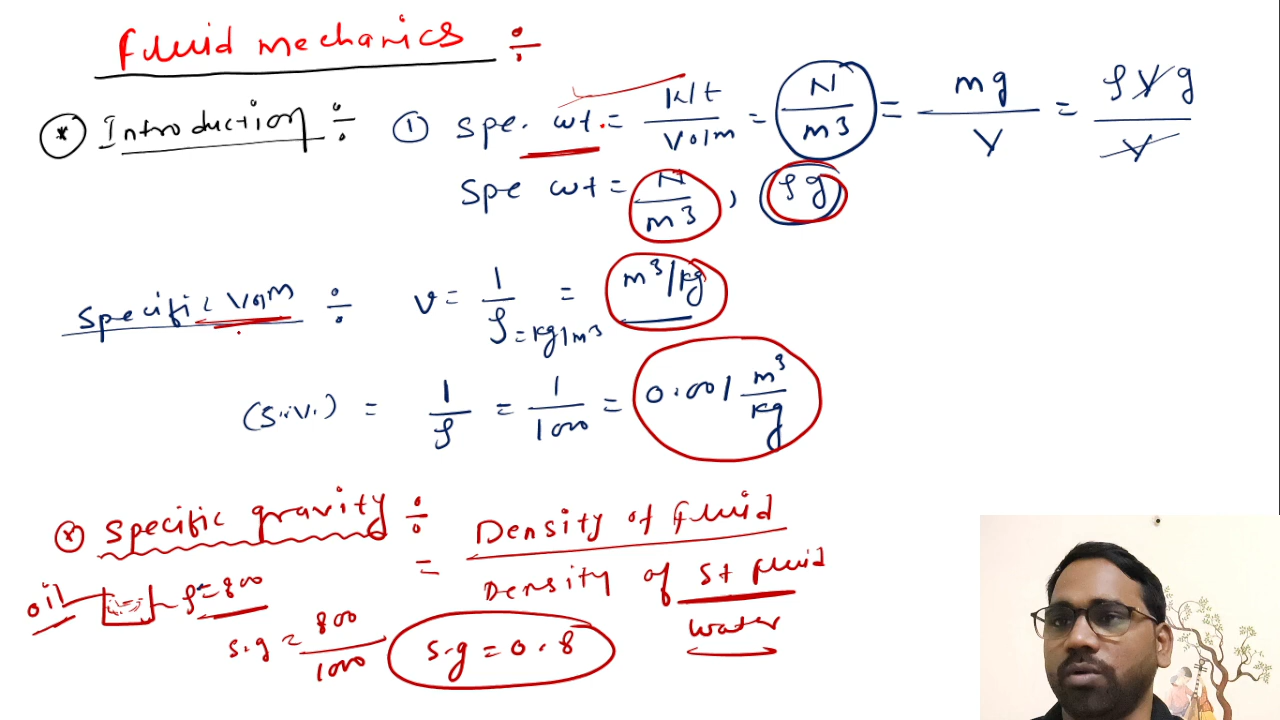 Fluid mechanics ÷
* Introduction ÷ ① Spe. wt. = wt / Volm = N / m3 = mg / V = ρVg / V
Spe wt = N / m3 , ρg
Specific Volm ÷ v = 1 / ρ = kg/m3 = m3/kg
(S.V.) = 1 / ρ = 1 / 1000 = 0.001 m3 / kg
* Specific gravity ÷ = Density of fluid / Density of St fluid
water
oil ρ=800
S.g = 800 / 1000 S.g = 0.8